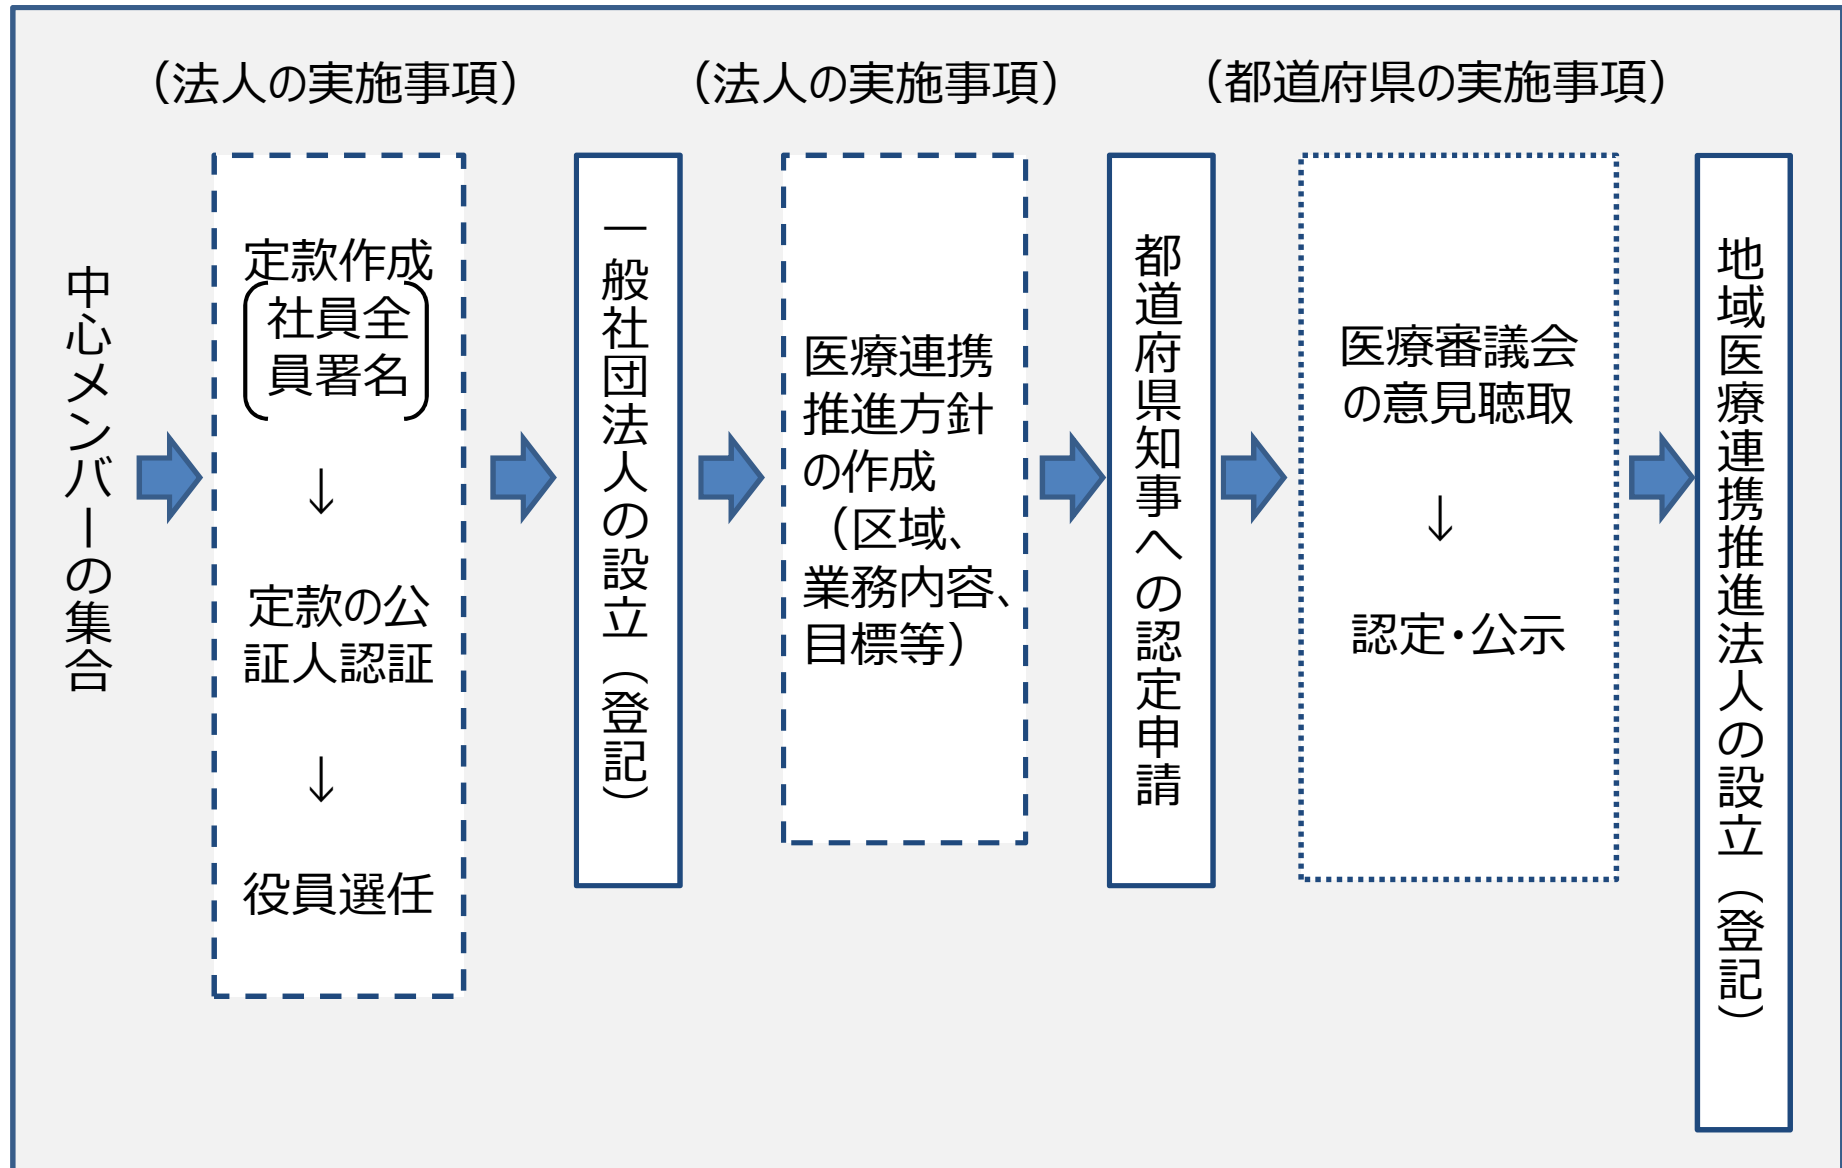 （法人の実施事項）
（法人の実施事項）
（都道府県の実施事項）
中心メンバーの集合
定款作成
社員全
員署名
↓
定款の公
証人認証
↓
役員選任
一般社団法人の設立（登記）
医療連携
推進方針
の作成
（区域、
業務内容、
目標等）
都道府県知事への認定申請
医療審議会
の意見聴取
↓
認定・公示
地域医療連携推進法人の設立（登記）